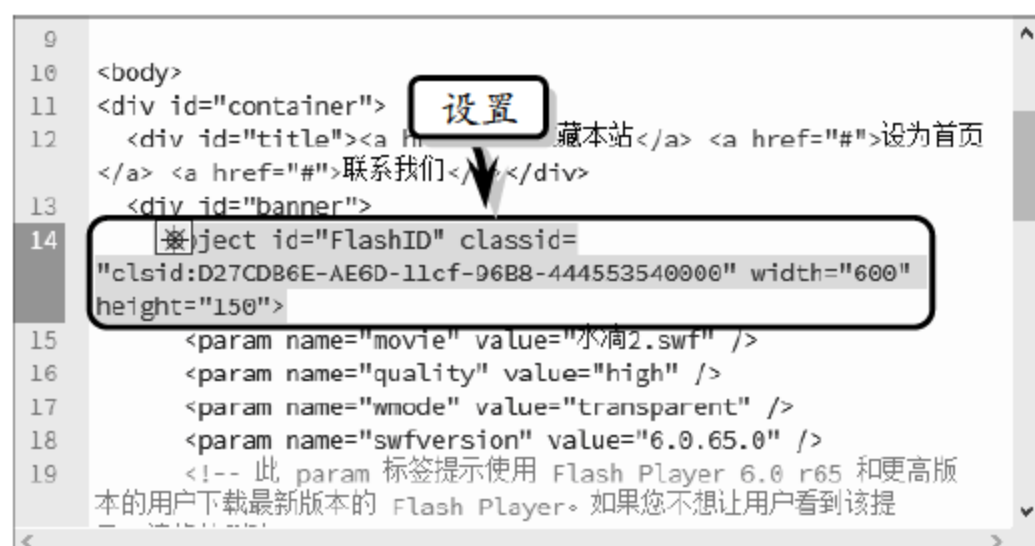 9
10 <body>
11 <div id="container">
设置
12 <div id="title"><a h 藏本站</a> <a href="#">设为首页
</a> <a href="#">联系我们</ ></div>
13 <div id="banner">
14 ject id="FlashID" classid=
"clsid:D27CDB6E-AE6D-11cf-96B8-444553540000" width="600"
height="150">
15 <param name="movie" value="水滴2.swf" />
16 <param name="quality" value="high" />
17 <param name="wmode" value="transparent" />
18 <param name="swfversion" value="6.0.65.0" />
19 <!-- 此 param 标签提示使用 Flash Player 6.0 r65 和更高版
本的用户下载最新版本的 Flash Player。如果您不想让用户看到该提